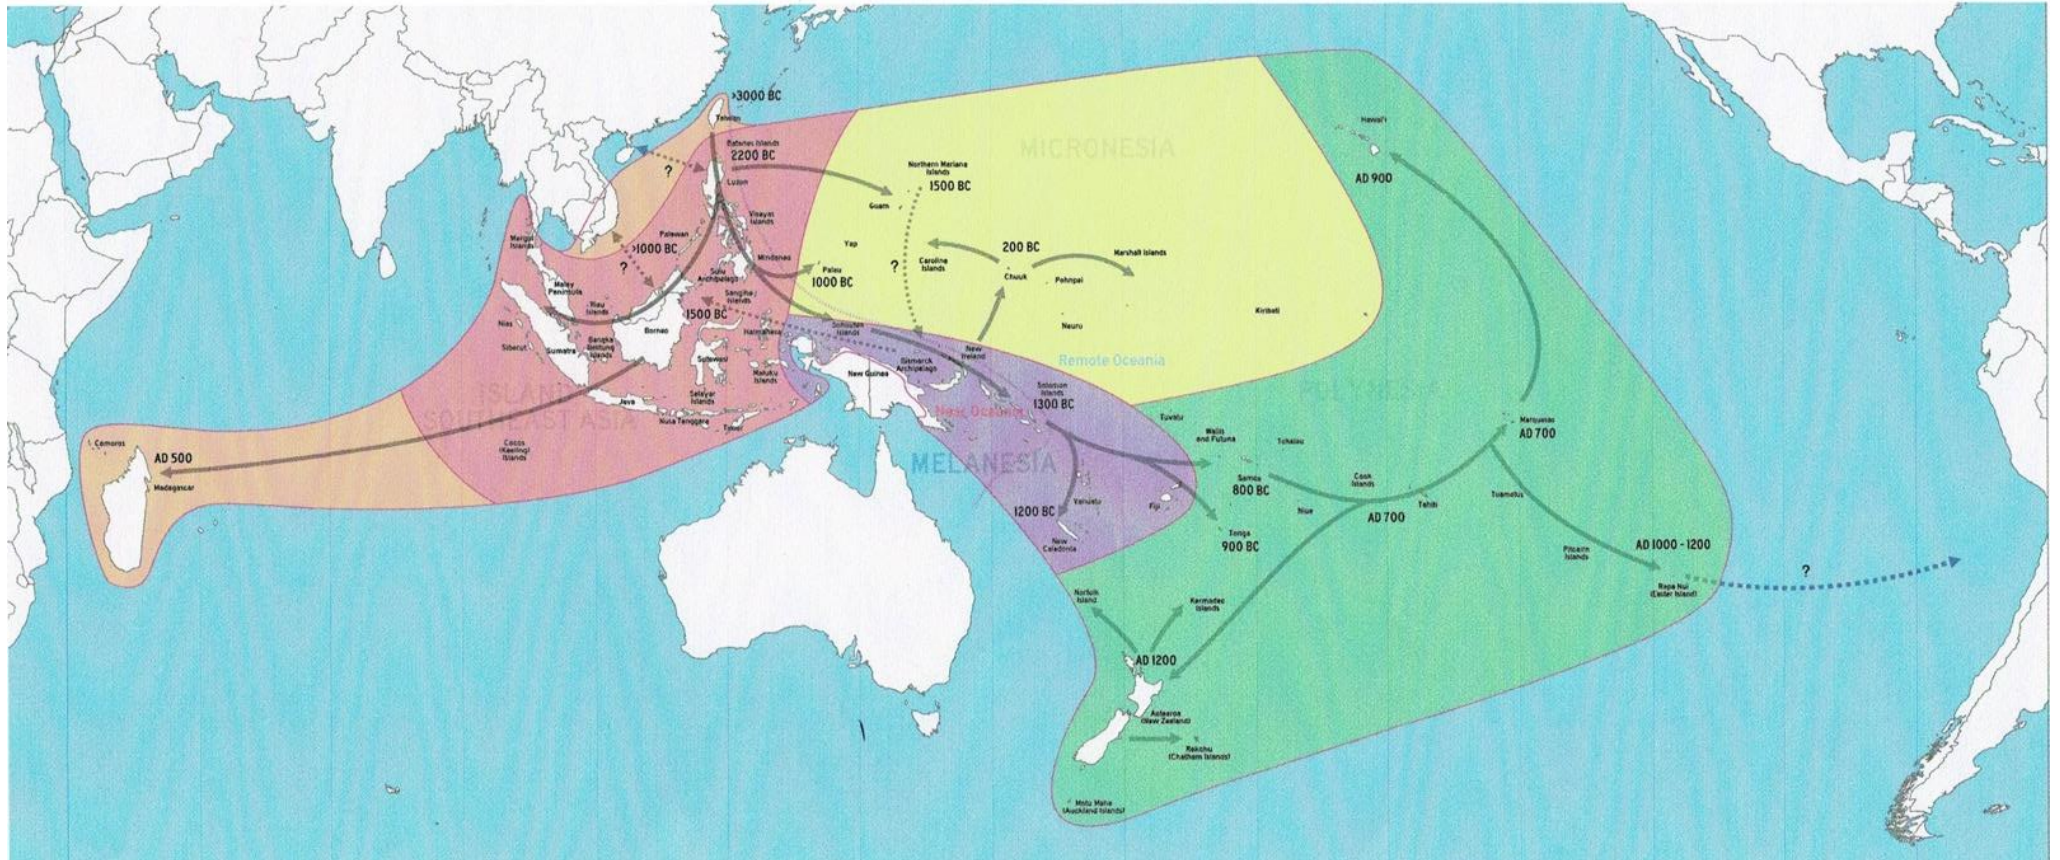 >3000 BC
Taiwan
Batanes Islands
2200 BC
?
Luzon
MICRONESIA
Northern Mariana
Islands
1500 BC
Guam
Hawai'i
AD 900
Mergui
Islands
Visayas
Islands
Palawan
>1000 BC
?
Yap
Mindanao
Sulu
Archipelago
Palau
1000 BC
?
Caroline
Islands
200 BC
Chuuk
Pohnpei
Marshall Islands
Malay
Peninsula
Riau
Islands
Sangihe
Islands
1500 BC
Kiribati
Nias
Borneo
Halmahera
Nauru
Siberut
Sumatra
Bangka
Belitung
Islands
Sulawesi
Maluku
Islands
New Guinea
Bismarck
Archipelago
New
Ireland
Remote Oceania
ISLAND
SOUTHEAST ASIA
Java
Selayar
Islands
Nusa Tenggara
Timor
Near Oceania
Solomon
Islands
1300 BC
POLYNESIA
Tuvalu
Wallis
and Futuna
Tokelau
Marquesas
AD 700
Comoros
AD 500
Madagascar
Cocos
(Keeling)
Islands
MELANESIA
Samoa
800 BC
Cook
Islands
Tahiti
Niue
AD 700
Tuamotus
Vanuatu
Fiji
1200 BC
New
Caledonia
Tonga
900 BC
Pitcairn
Islands
AD 1000 - 1200
Rapa Nui
(Easter Island)
?
Norfolk
Island
Kermadec
Islands
AD 1200
Aotearoa
(New Zealand)
Rekohu
(Chatham Islands)
Motu Maha
(Auckland Islands)